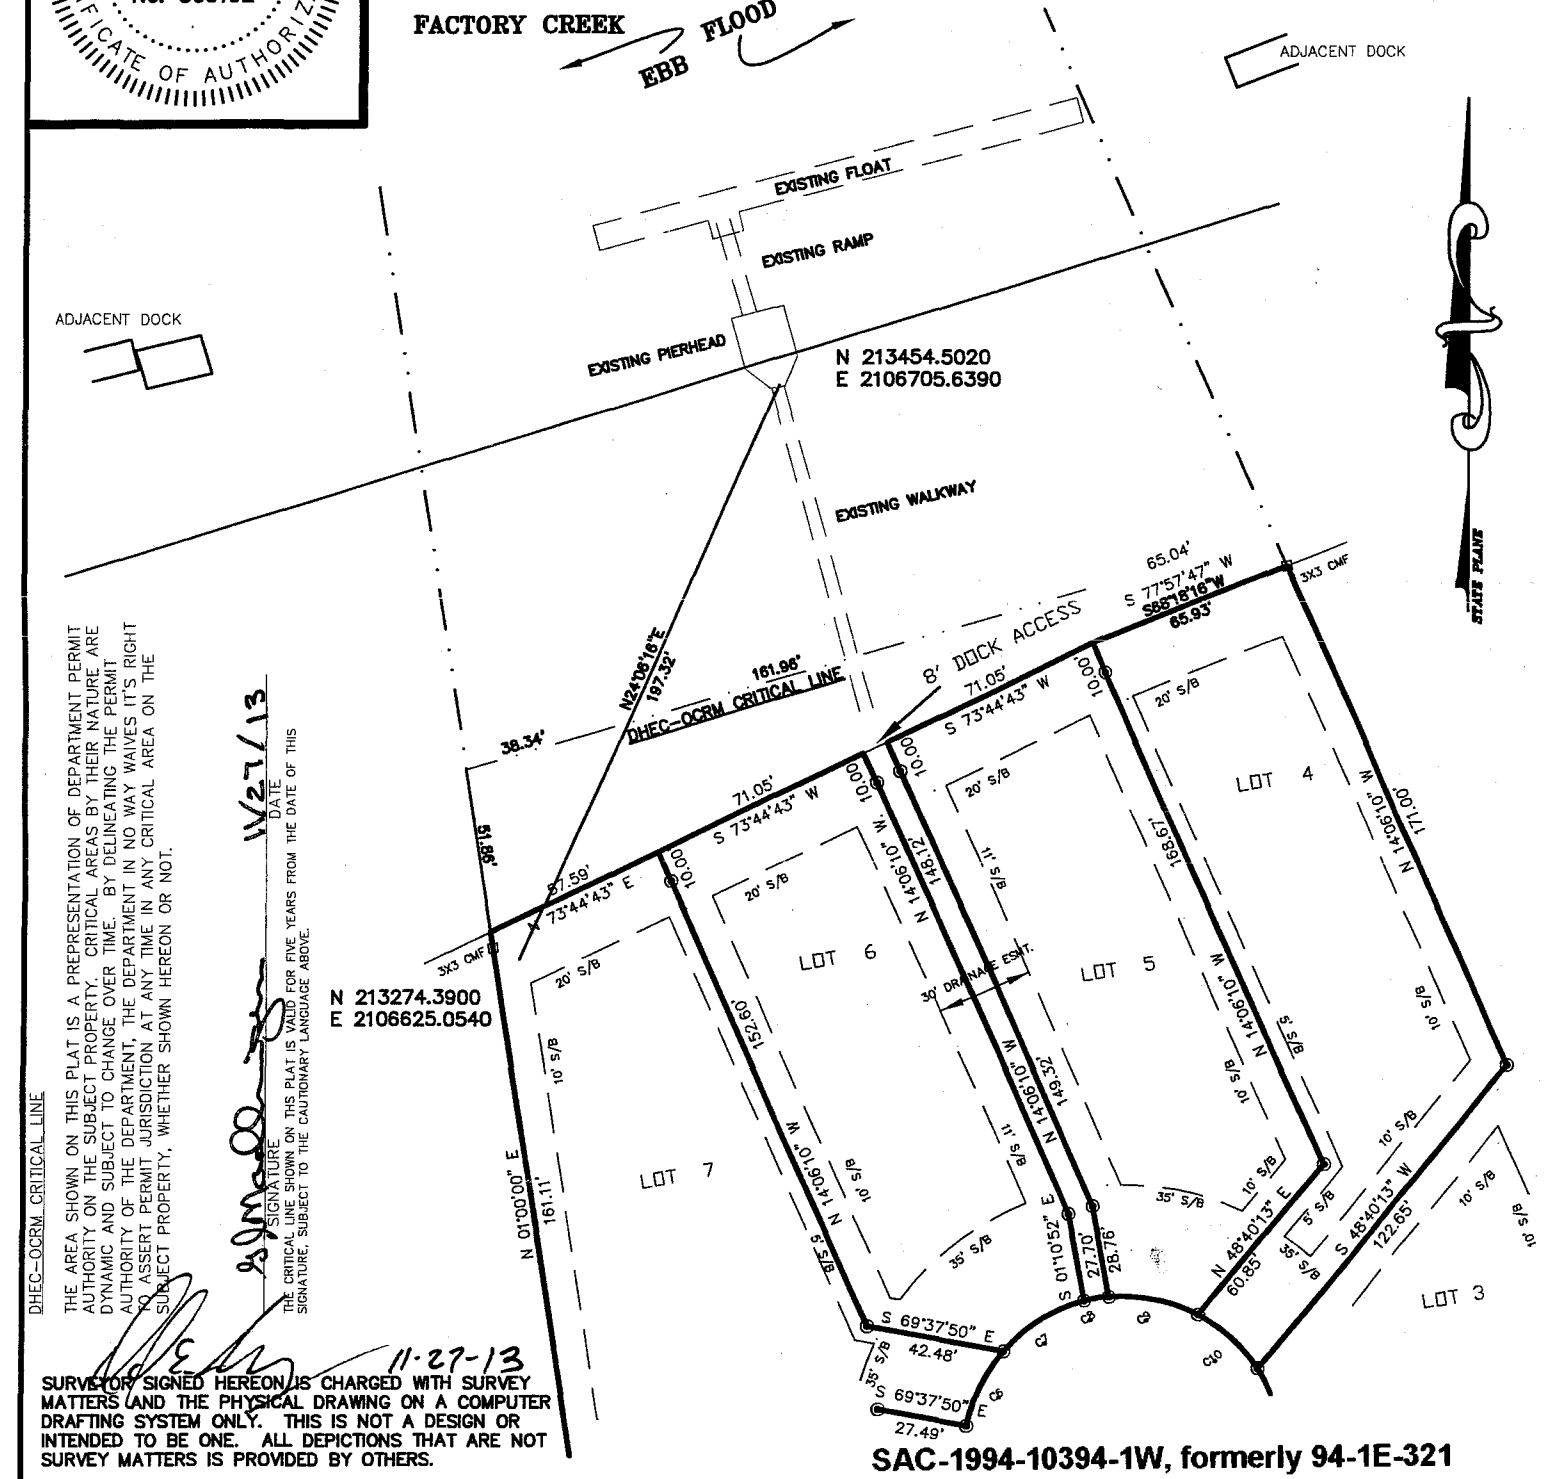 FICATE OF AUTHORIZ
FACTORY CREEK
EBB
FLOOD
ADJACENT DOCK
EXISTING FLOAT
EXISTING RAMP
ADJACENT DOCK
EXISTING PIERHEAD
N 213454.5020
E 2106705.6390
EXISTING WALKWAY
STATE PLANE
65.04'
S 77°57'47" W
S68°18'16"W
65.93'
3X3 CMF
8' DOCK ACCESS
N24°06'16"E
197.32'
161.96'
DHEC-OCRM CRITICAL LINE
38.34'
71.05'
S 73°44'43" W
10.00'
20' S/B
LOT 4
N 14°06'10" W
171.00'
71.05'
S 73°44'43" W
10.00'
10.00
20' S/B
51.86'
57.59'
N 73°44'43" E
10.00'
20' S/B
3X3 CMF
20' S/B
N 14°06'10" W
148.12'
11' S/B
168.67'
LOT 6
LOT 5
30' DRAINAGE ESMT.
N 213274.3900
E 2106625.0540
10' S/B
152.60'
N 14°06'10" W
5' S/B
10' S/B
10' S/B
N 14°06'10" W
149.32'
11' S/B
LOT 7
N 14°06'10" W
10' S/B
5' S/B
N 01°00'00" E
161.11'
35' S/B
S 01°10'52" E
27.70'
28.76'
35' S/B
10' S/B
5' S/B
35' S/B
10' S/B
S 48°40'13" W
122.65'
10' S/B
10' S/B
N 48°40'13" E
60.85'
LOT 3
S 69°37'50" E
42.48'
35' S/B
S 69°37'50" E
27.49'
C6
C7
C8
C9
C10
DHEC-OCRM CRITICAL LINE
THE AREA SHOWN ON THIS PLAT IS A PREPRESENTATION OF DEPARTMENT PERMIT
AUTHORITY ON THE SUBJECT PROPERTY. CRITICAL AREAS BY THEIR NATURE ARE
DYNAMIC AND SUBJECT TO CHANGE OVER TIME. BY DELINEATING THE PERMIT
AUTHORITY OF THE DEPARTMENT, THE DEPARTMENT IN NO WAY WAIVES IT'S RIGHT
TO ASSERT PERMIT JURISDICTION AT ANY TIME IN ANY CRITICAL AREA ON THE
SUBJECT PROPERTY, WHETHER SHOWN HEREON OR NOT.
11/27/13
SIGNATURE DATE
THE CRITICAL LINE SHOWN ON THIS PLAT IS VALID FOR FIVE YEARS FROM THE DATE OF THIS
SIGNATURE, SUBJECT TO THE CAUTIONARY LANGUAGE ABOVE.
11-27-13
SURVEYOR SIGNED HEREON IS CHARGED WITH SURVEY
MATTERS AND THE PHYSICAL DRAWING ON A COMPUTER
DRAFTING SYSTEM ONLY. THIS IS NOT A DESIGN OR
INTENDED TO BE ONE. ALL DEPICTIONS THAT ARE NOT
SURVEY MATTERS IS PROVIDED BY OTHERS.
SAC-1994-10394-1W, formerly 94-1E-321